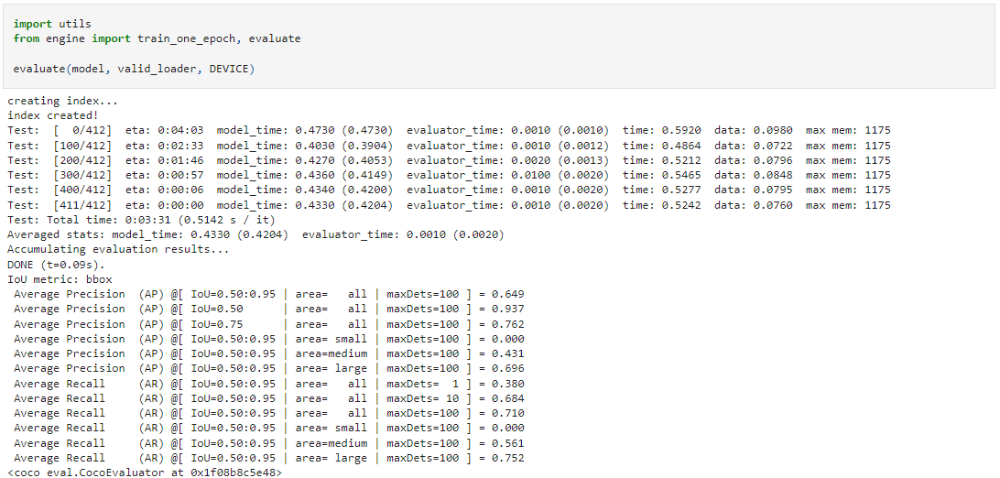 import utils
from engine import train_one_epoch, evaluate
evaluate(model, valid_loader, DEVICE)
creating index...
index created!
Test:  [  0/412]  eta: 0:04:03  model_time: 0.4730 (0.4730)  evaluator_time: 0.0010 (0.0010)  time: 0.5920  data: 0.0980  max mem: 1175
Test:  [100/412]  eta: 0:02:33  model_time: 0.4030 (0.3904)  evaluator_time: 0.0010 (0.0012)  time: 0.4864  data: 0.0722  max mem: 1175
Test:  [200/412]  eta: 0:01:46  model_time: 0.4270 (0.4053)  evaluator_time: 0.0020 (0.0013)  time: 0.5212  data: 0.0796  max mem: 1175
Test:  [300/412]  eta: 0:00:57  model_time: 0.4360 (0.4149)  evaluator_time: 0.0100 (0.0020)  time: 0.5465  data: 0.0848  max mem: 1175
Test:  [400/412]  eta: 0:00:06  model_time: 0.4340 (0.4200)  evaluator_time: 0.0010 (0.0020)  time: 0.5277  data: 0.0795  max mem: 1175
Test:  [411/412]  eta: 0:00:00  model_time: 0.4330 (0.4204)  evaluator_time: 0.0010 (0.0020)  time: 0.5242  data: 0.0760  max mem: 1175
Test: Total time: 0:03:31 (0.5142 s / it)
Averaged stats: model_time: 0.4330 (0.4204)  evaluator_time: 0.0010 (0.0020)
Accumulating evaluation results...
DONE (t=0.09s).
IoU metric: bbox
 Average Precision  (AP) @[ IoU=0.50:0.95 | area=   all | maxDets=100 ] = 0.649
 Average Precision  (AP) @[ IoU=0.50      | area=   all | maxDets=100 ] = 0.937
 Average Precision  (AP) @[ IoU=0.75      | area=   all | maxDets=100 ] = 0.762
 Average Precision  (AP) @[ IoU=0.50:0.95 | area= small | maxDets=100 ] = 0.000
 Average Precision  (AP) @[ IoU=0.50:0.95 | area=medium | maxDets=100 ] = 0.431
 Average Precision  (AP) @[ IoU=0.50:0.95 | area= large | maxDets=100 ] = 0.696
 Average Recall     (AR) @[ IoU=0.50:0.95 | area=   all | maxDets=  1 ] = 0.380
 Average Recall     (AR) @[ IoU=0.50:0.95 | area=   all | maxDets= 10 ] = 0.684
 Average Recall     (AR) @[ IoU=0.50:0.95 | area=   all | maxDets=100 ] = 0.710
 Average Recall     (AR) @[ IoU=0.50:0.95 | area= small | maxDets=100 ] = 0.000
 Average Recall     (AR) @[ IoU=0.50:0.95 | area=medium | maxDets=100 ] = 0.561
 Average Recall     (AR) @[ IoU=0.50:0.95 | area= large | maxDets=100 ] = 0.752
<coco_eval.CocoEvaluator at 0x1f08b8c5e48>